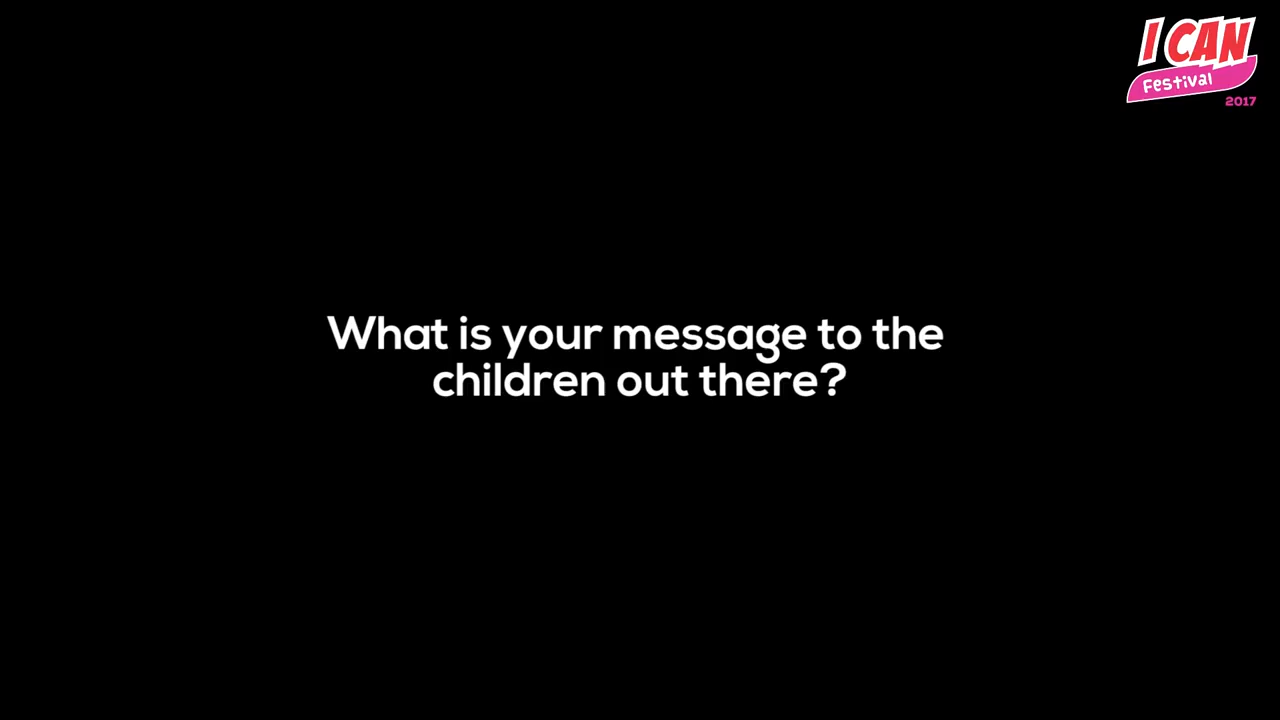 I CAN
Festival
2017
What is your message to the
children out there?